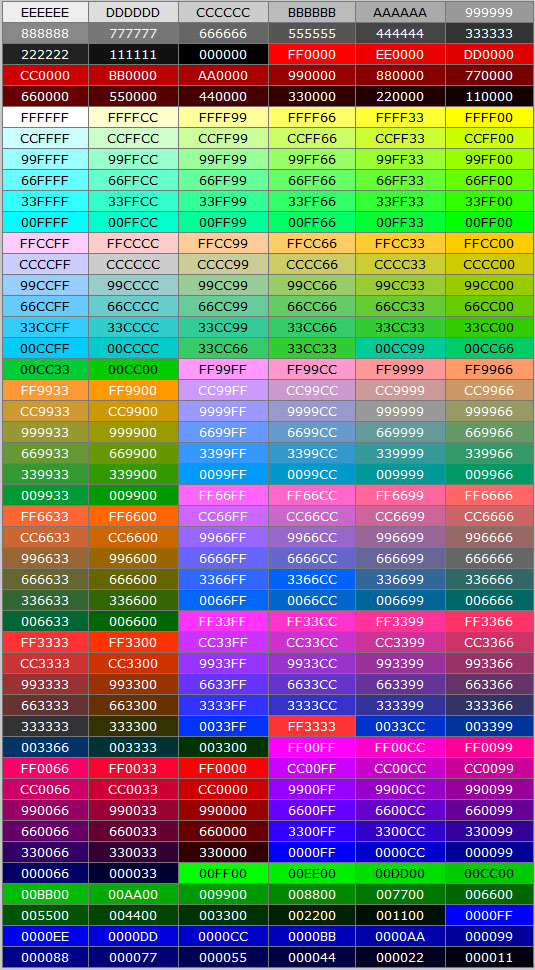 EEEEEE DDDDDD CCCCCC BBBBBB AAAAAA 999999
888888 777777 666666 555555 444444 333333
222222 111111 000000 FF0000 EE0000 DD0000
CC0000 BB0000 AA0000 990000 880000 770000
660000 550000 440000 330000 220000 110000
FFFFFF FFFFCC FFFF99 FFFF66 FFFF33 FFFF00
CCFFFF CCFFCC CCFF99 CCFF66 CCFF33 CCFF00
99FFFF 99FFCC 99FF99 99FF66 99FF33 99FF00
66FFFF 66FFCC 66FF99 66FF66 66FF33 66FF00
33FFFF 33FFCC 33FF99 33FF66 33FF33 33FF00
00FFFF 00FFCC 00FF99 00FF66 00FF33 00FF00
FFCCFF FFCCCC FFCC99 FFCC66 FFCC33 FFCC00
CCCCFF CCCCCC CCCC99 CCCC66 CCCC33 CCCC00
99CCFF 99CCCC 99CC99 99CC66 99CC33 99CC00
66CCFF 66CCCC 66CC99 66CC66 66CC33 66CC00
33CCFF 33CCCC 33CC99 33CC66 33CC33 33CC00
00CCFF 00CCCC 33CC66 33CC33 00CC99 00CC66
00CC33 00CC00 FF99FF FF99CC FF9999 FF9966
FF9933 FF9900 CC99FF CC99CC CC9999 CC9966
CC9933 CC9900 9999FF 9999CC 999999 999966
999933 999900 6699FF 6699CC 669999 669966
669933 669900 3399FF 3399CC 339999 339966
339933 339900 0099FF 0099CC 009999 009966
009933 009900 FF66FF FF66CC FF6699 FF6666
FF6633 FF6600 CC66FF CC66CC CC6699 CC6666
CC6633 CC6600 9966FF 9966CC 996699 996666
996633 996600 6666FF 6666CC 666699 666666
666633 666600 3366FF 3366CC 336699 336666
336633 336600 0066FF 0066CC 006699 006666
006633 006600 FF33FF FF33CC FF3399 FF3366
FF3333 FF3300 CC33FF CC33CC CC3399 CC3366
CC3333 CC3300 9933FF 9933CC 993399 993366
993333 993300 6633FF 6633CC 663399 663366
663333 663300 3333FF 3333CC 333399 333366
333333 333300 0033FF FF3333 0033CC 003399
003366 003333 003300 FF00FF FF00CC FF0099
FF0066 FF0033 FF0000 CC00FF CC00CC CC0099
CC0066 CC0033 CC0000 9900FF 9900CC 990099
990066 990033 990000 6600FF 6600CC 660099
660066 660033 660000 3300FF 3300CC 330099
330066 330033 330000 0000FF 0000CC 000099
000066 000033 00FF00 00EE00 00DD00 00CC00
00BB00 00AA00 009900 008800 007700 006600
005500 004400 003300 002200 001100 0000FF
0000EE 0000DD 0000CC 0000BB 0000AA 000099
000088 000077 000055 000044 000022 000011